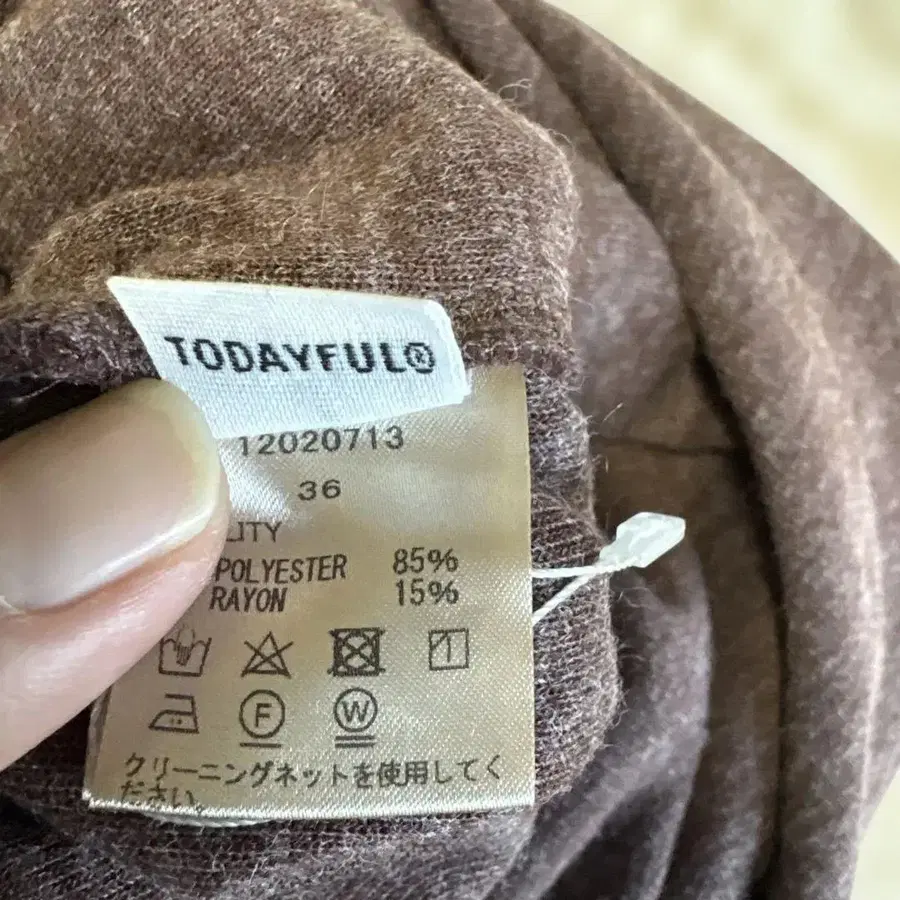 TODAYFUL®
12020713
36
LITY
POLYESTER 85%
RAYON 15%
F W
クリーニングネットを使用してく
ださい。